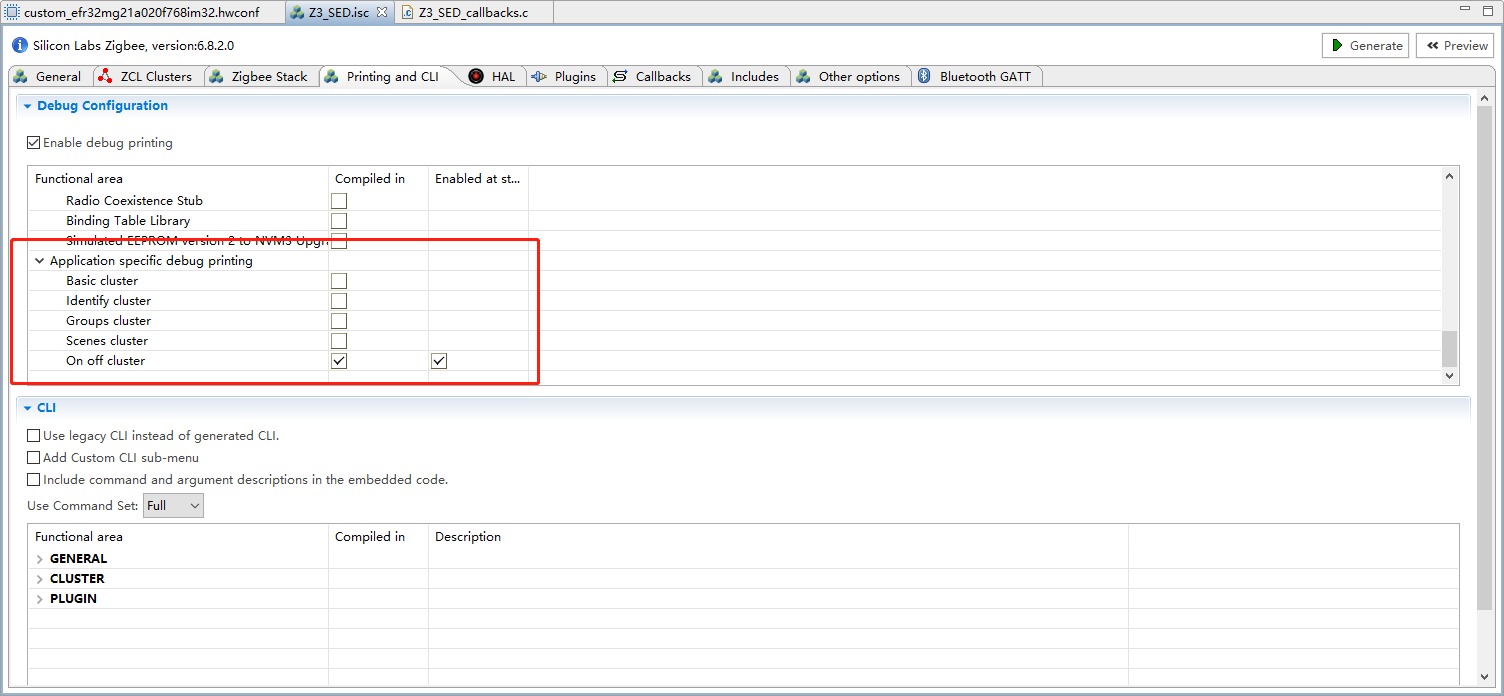 custom_efr32mg21a020f768im32.hwconf Z3_SED.isc Z3_SED_callbacks.c
Silicon Labs Zigbee, version:6.8.2.0 Generate Preview
General ZCL Clusters Zigbee Stack Printing and CLI HAL Plugins Callbacks Includes Other options Bluetooth GATT
Debug Configuration
Enable debug printing
Functional area Compiled in Enabled at st...
Radio Coexistence Stub
Binding Table Library
Simulated EEPROM version 2 to NVM3 Upgra
Application specific debug printing
Basic cluster
Identify cluster
Groups cluster
Scenes cluster
On off cluster
CLI
Use legacy CLI instead of generated CLI.
Add Custom CLI sub-menu
Include command and argument descriptions in the embedded code.
Use Command Set: Full
Functional area Compiled in Description
GENERAL
CLUSTER
PLUGIN